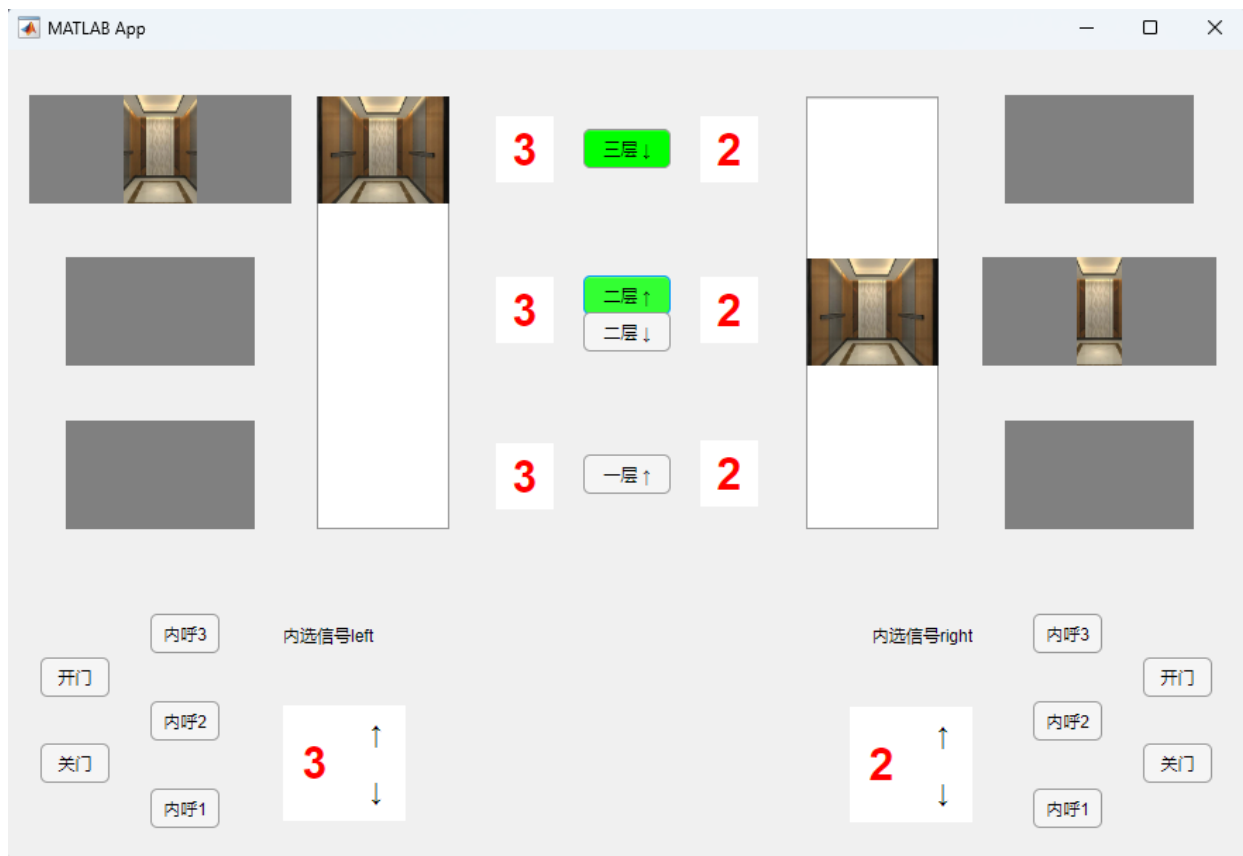 MATLAB App
3 三层↓ 2
3 二层↑ 2
二层↓
3 一层↑ 2
内呼3 内选信号left 内选信号right 内呼3
开门 开门
内呼2 ↑ ↑ 内呼2
关门 3 2 关门
内呼1 ↓ ↓ 内呼1